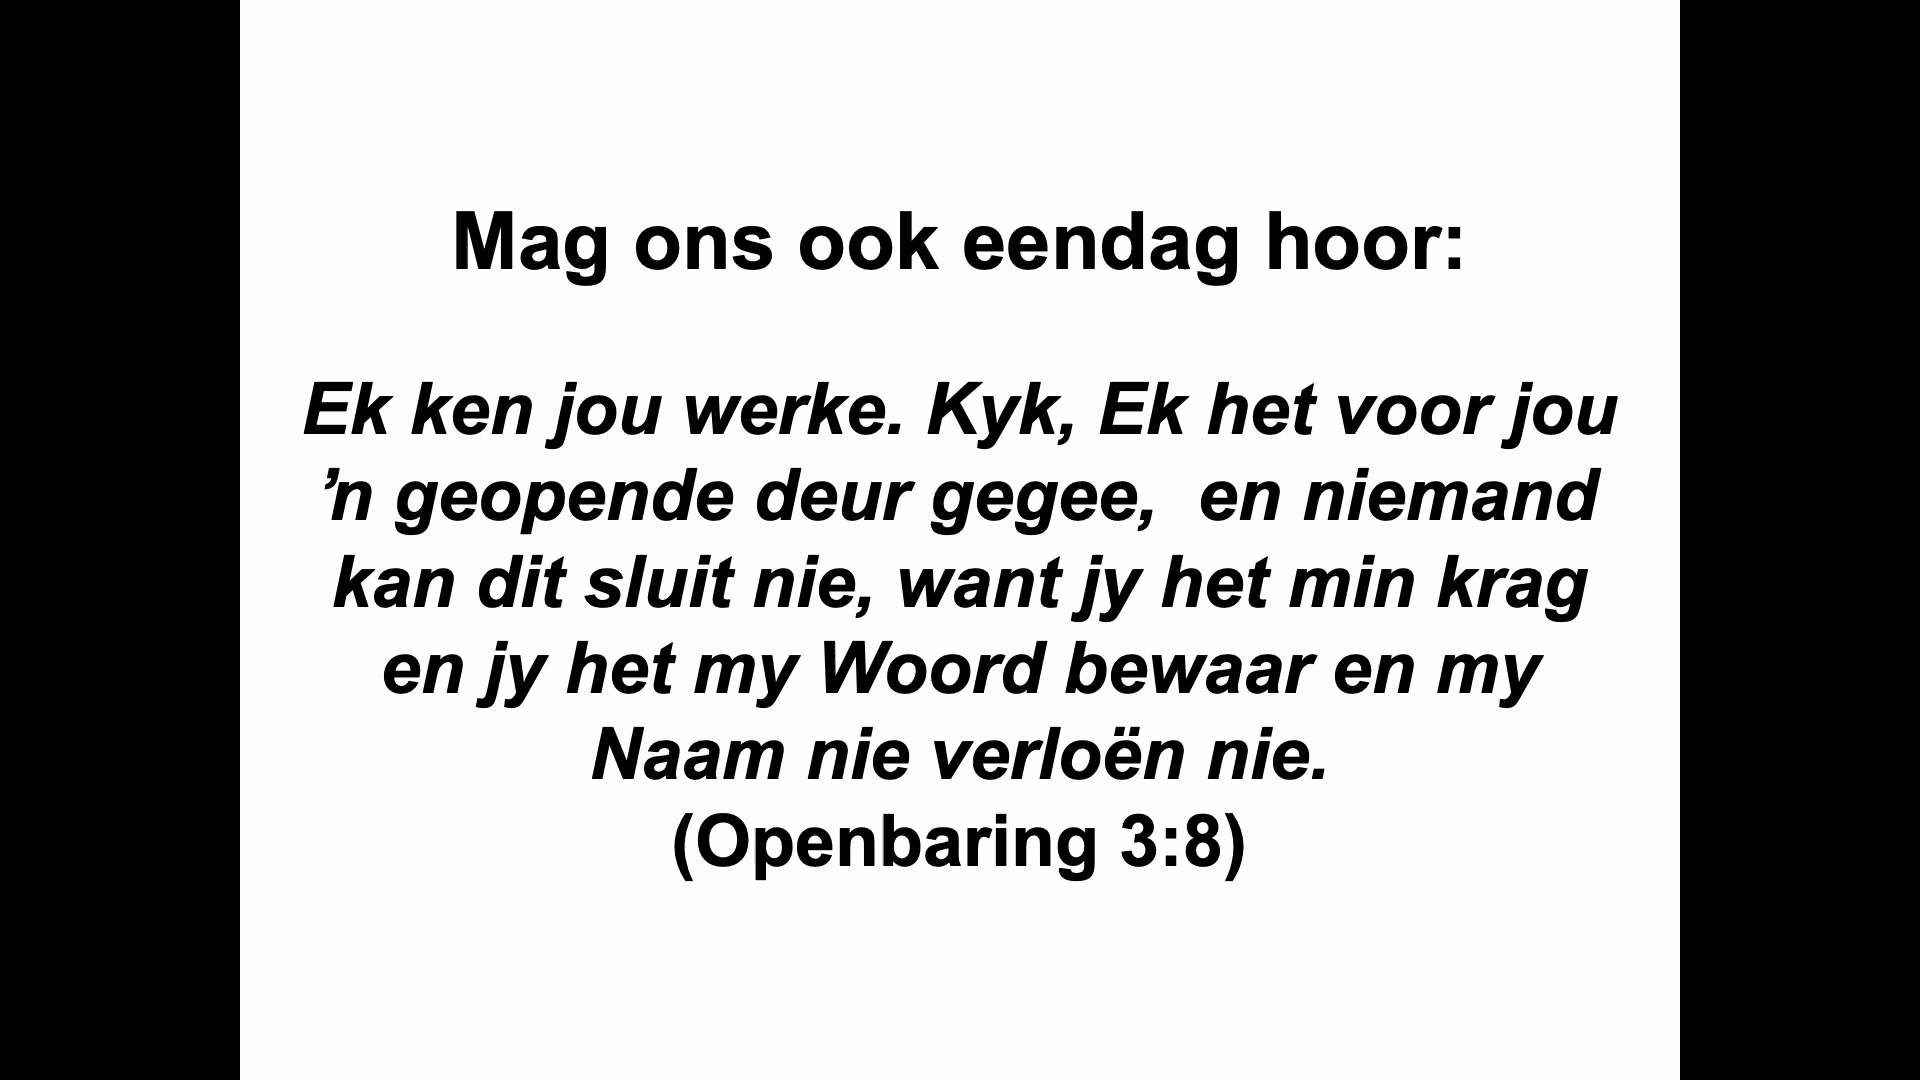 Mag ons ook eendag hoor:
Ek ken jou werke. Kyk, Ek het voor jou
’n geopende deur gegee,  en niemand
kan dit sluit nie, want jy het min krag
en jy het my Woord bewaar en my
Naam nie verloën nie.
(Openbaring 3:8)